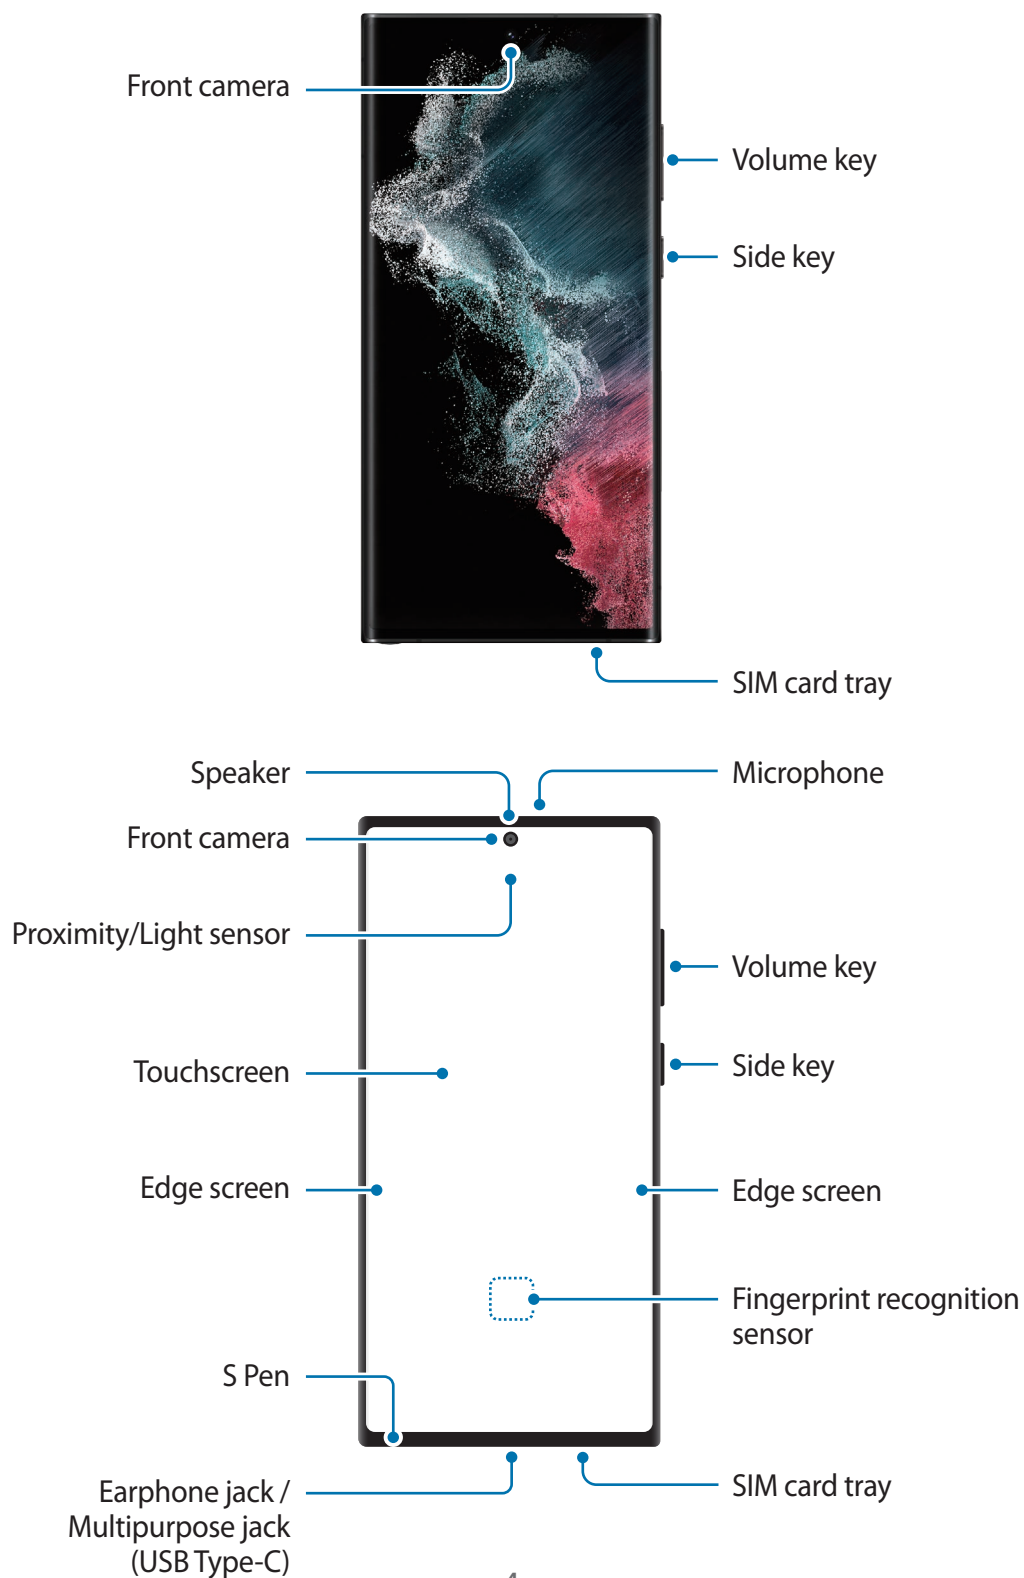 Front camera
Volume key
Side key
SIM card tray
Speaker
Microphone
Front camera
Proximity/Light sensor
Volume key
Touchscreen
Side key
Edge screen
Edge screen
Fingerprint recognition
sensor
S Pen
Earphone jack /
Multipurpose jack
(USB Type-C)
SIM card tray